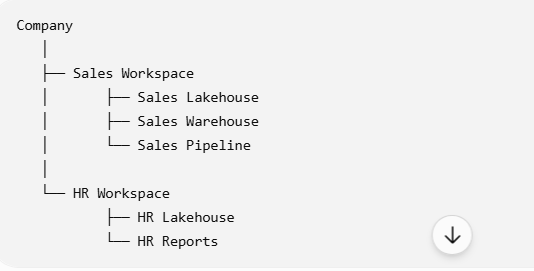 Company
│
├── Sales Workspace
│       ├── Sales Lakehouse
│       ├── Sales Warehouse
│       └── Sales Pipeline
│
└── HR Workspace
        ├── HR Lakehouse
        └── HR Reports